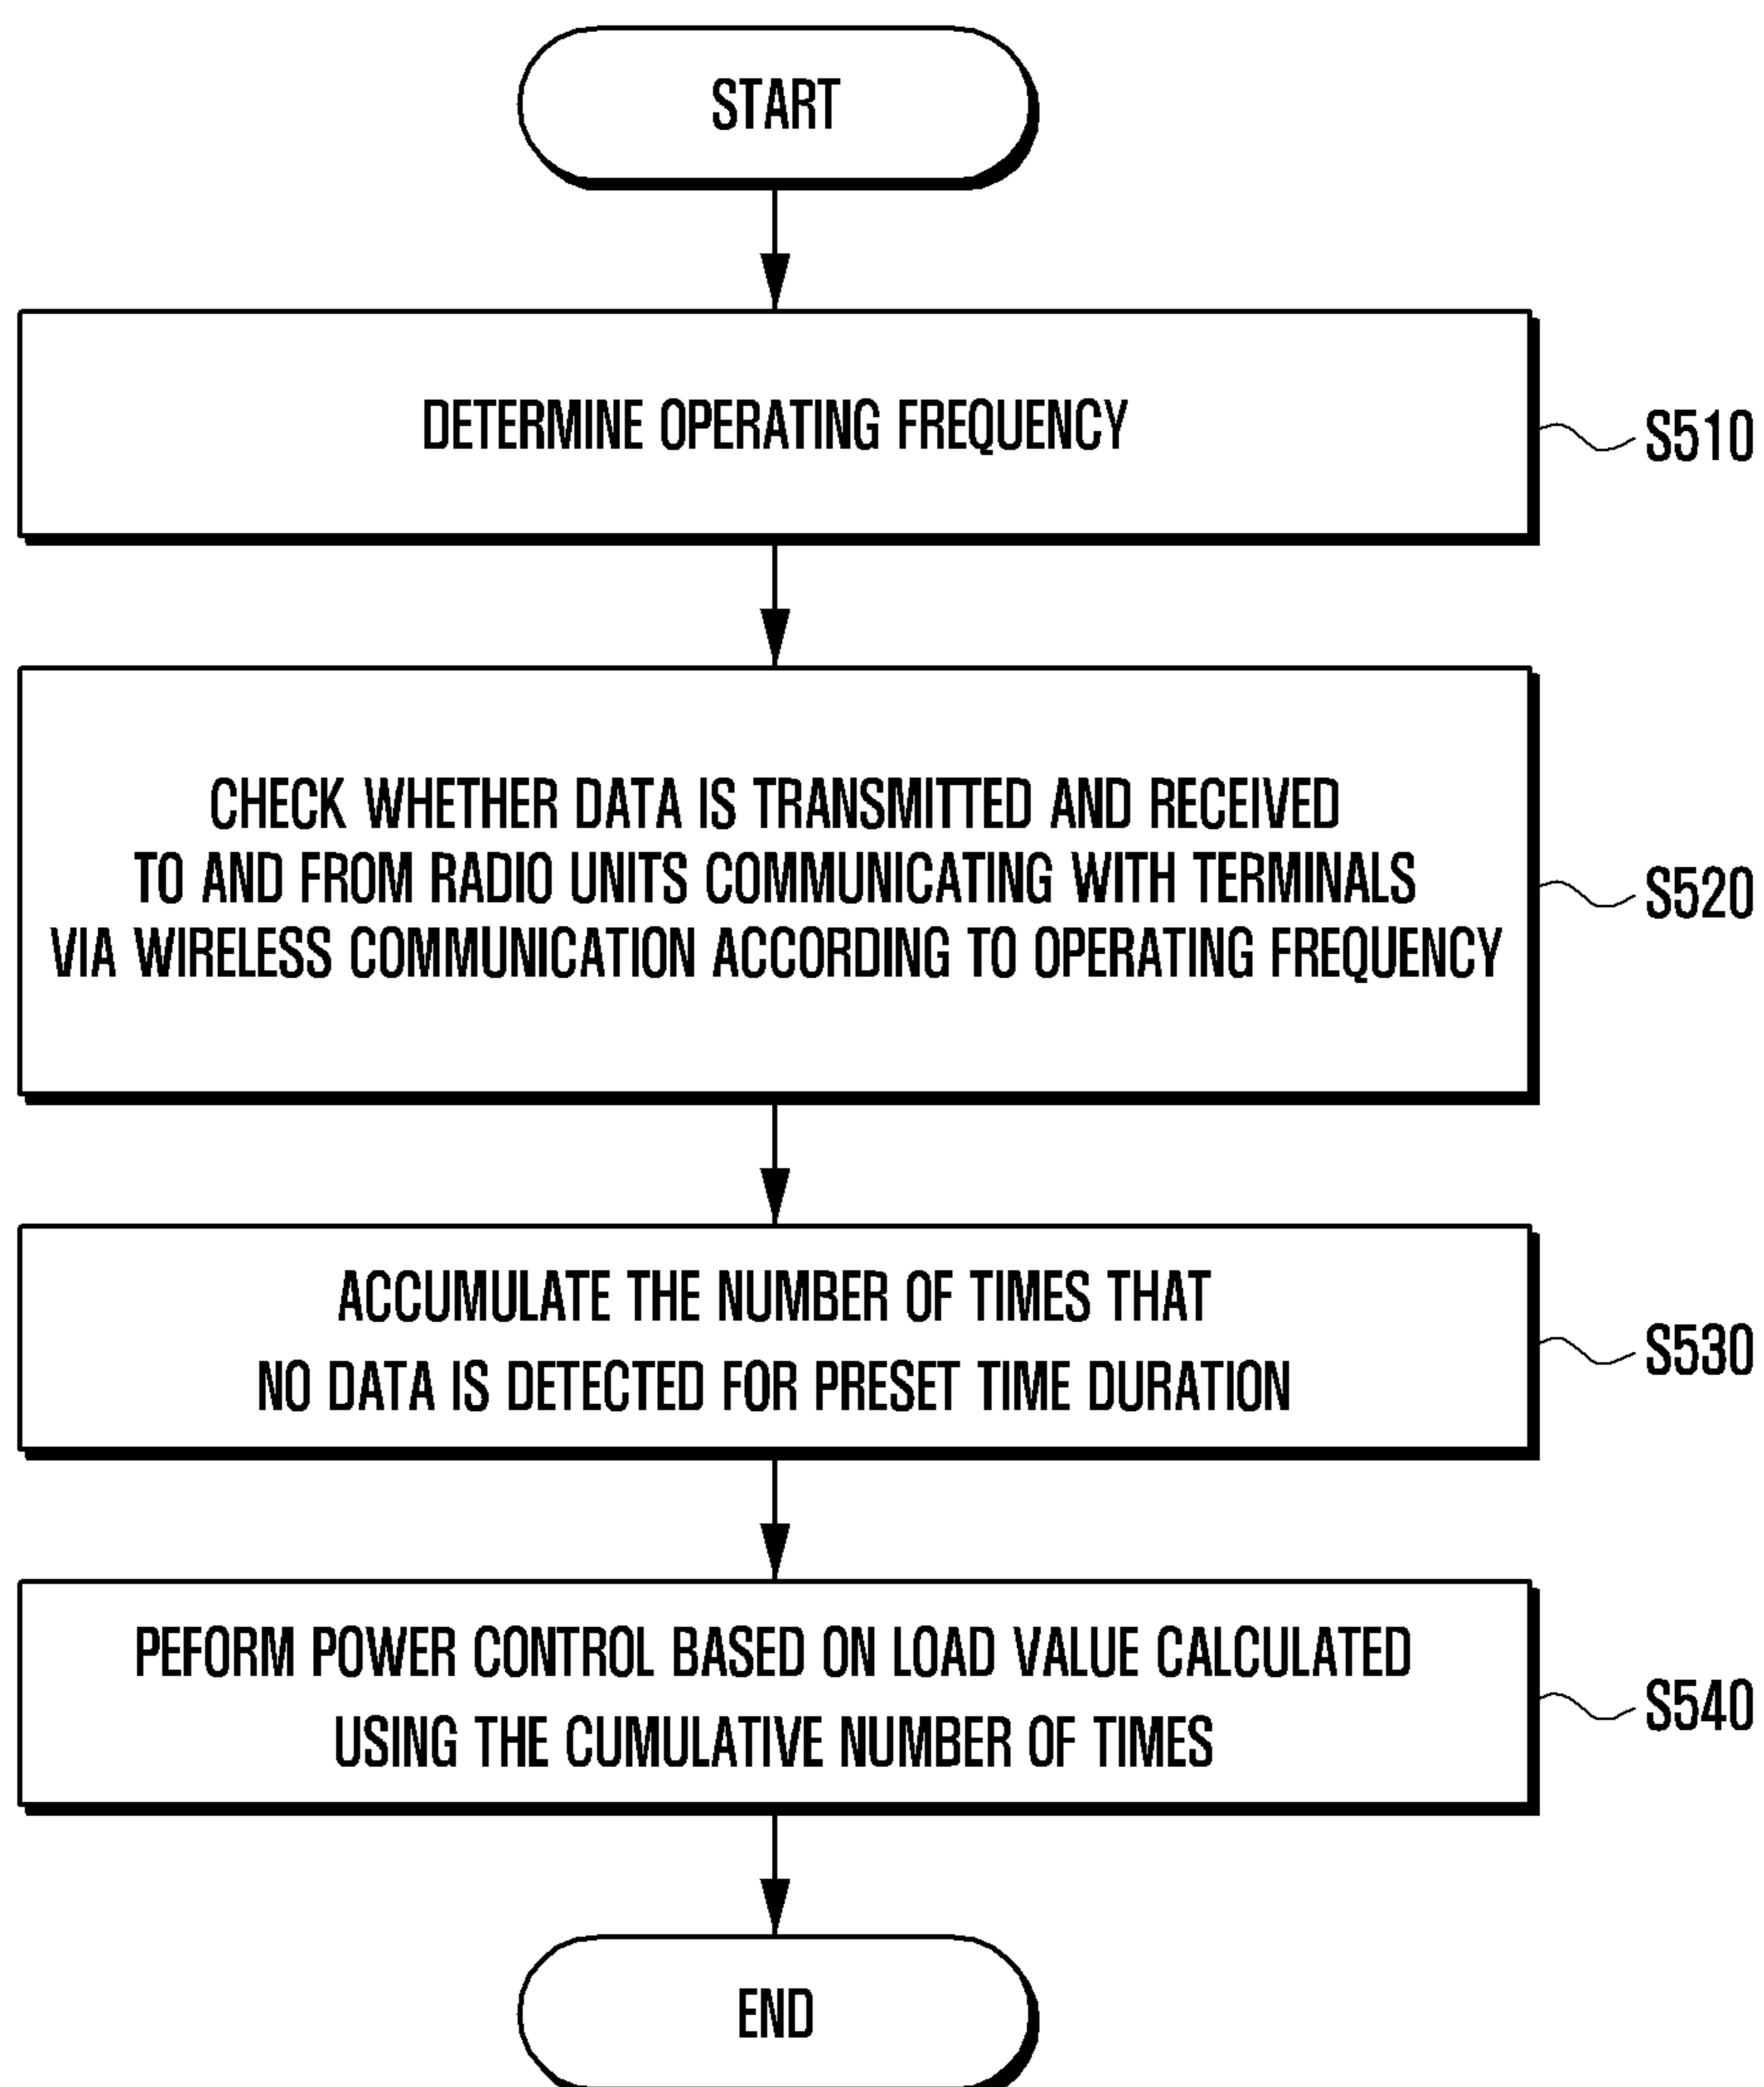 START
DETERMINE OPERATING FREQUENCY
S510
CHECK WHETHER DATA IS TRANSMITTED AND RECEIVED
TO AND FROM RADIO UNITS COMMUNICATING WITH TERMINALS
VIA WIRELESS COMMUNICATION ACCORDING TO OPERATING FREQUENCY
S520
ACCUMULATE THE NUMBER OF TIMES THAT
NO DATA IS DETECTED FOR PRESET TIME DURATION
S530
PEFORM POWER CONTROL BASED ON LOAD VALUE CALCULATED
USING THE CUMULATIVE NUMBER OF TIMES
S540
END